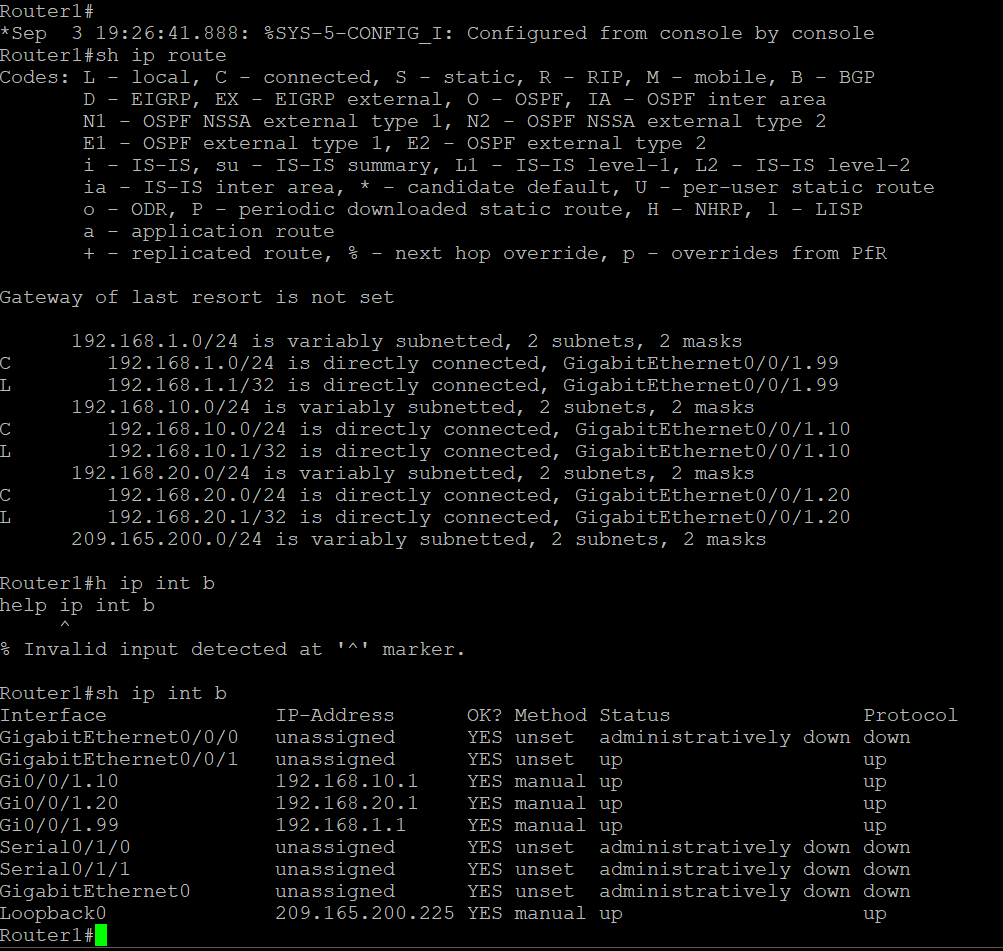 Router1#
*Sep  3 19:26:41.888: %SYS-5-CONFIG_I: Configured from console by console
Router1#sh ip route
Codes: L - local, C - connected, S - static, R - RIP, M - mobile, B - BGP
       D - EIGRP, EX - EIGRP external, O - OSPF, IA - OSPF inter area
       N1 - OSPF NSSA external type 1, N2 - OSPF NSSA external type 2
       E1 - OSPF external type 1, E2 - OSPF external type 2
       i - IS-IS, su - IS-IS summary, L1 - IS-IS level-1, L2 - IS-IS level-2
       ia - IS-IS inter area, * - candidate default, U - per-user static route
       o - ODR, P - periodic downloaded static route, H - NHRP, l - LISP
       a - application route
       + - replicated route, % - next hop override, p - overrides from PfR

Gateway of last resort is not set

      192.168.1.0/24 is variably subnetted, 2 subnets, 2 masks
C        192.168.1.0/24 is directly connected, GigabitEthernet0/0/1.99
L        192.168.1.1/32 is directly connected, GigabitEthernet0/0/1.99
      192.168.10.0/24 is variably subnetted, 2 subnets, 2 masks
C        192.168.10.0/24 is directly connected, GigabitEthernet0/0/1.10
L        192.168.10.1/32 is directly connected, GigabitEthernet0/0/1.10
      192.168.20.0/24 is variably subnetted, 2 subnets, 2 masks
C        192.168.20.0/24 is directly connected, GigabitEthernet0/0/1.20
L        192.168.20.1/32 is directly connected, GigabitEthernet0/0/1.20
      209.165.200.0/24 is variably subnetted, 2 subnets, 2 masks

Router1#h ip int b
help ip int b
     ^
% Invalid input detected at '^' marker.

Router1#sh ip int b
Interface              IP-Address      OK? Method Status                Protocol
GigabitEthernet0/0/0   unassigned      YES unset  administratively down down
GigabitEthernet0/0/1   unassigned      YES unset  up                    up
Gi0/0/1.10             192.168.10.1    YES manual up                    up
Gi0/0/1.20             192.168.20.1    YES manual up                    up
Gi0/0/1.99             192.168.1.1     YES manual up                    up
Serial0/1/0            unassigned      YES unset  administratively down down
Serial0/1/1            unassigned      YES unset  administratively down down
GigabitEthernet0       unassigned      YES unset  administratively down down
Loopback0              209.165.200.225 YES manual up                    up
Router1#